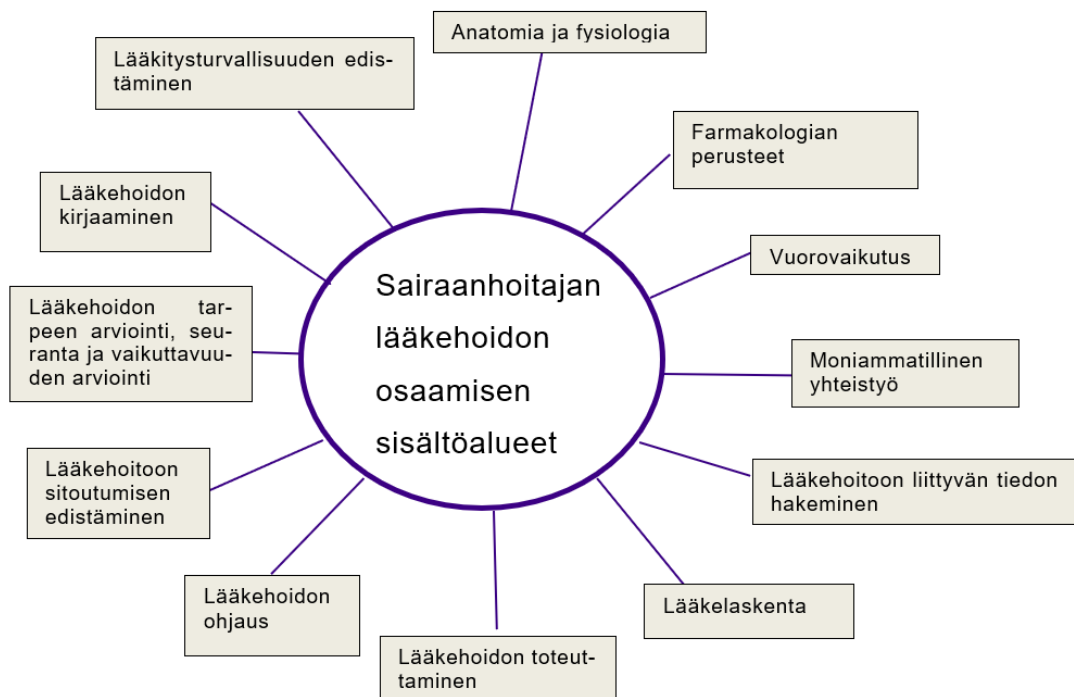 Anatomia ja fysiologia
Lääkitysturvallisuuden edis-
täminen
Farmakologian
perusteet
Lääkehoidon
kirjaaminen
Vuorovaikutus
Sairaanhoitajan
lääkehoidon
osaamisen
sisältöalueet
Lääkehoidon tar-
peen arviointi, seu-
ranta ja vaikuttavuu-
den arviointi
Moniammatillinen
yhteistyö
Lääkehoitoon
sitoutumisen
edistäminen
Lääkehoitoon liittyvän tiedon
hakeminen
Lääkehoidon
ohjaus
Lääkelaskenta
Lääkehoidon toteut-
taminen